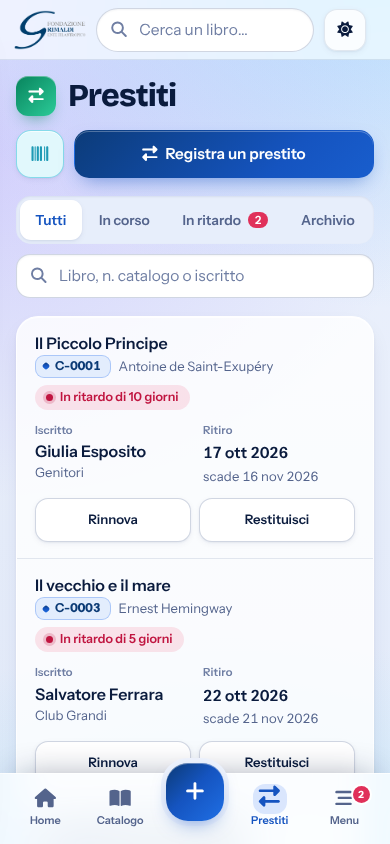 FONDAZIONE
RIMALDI
Cerca un libro...
Prestiti
Registra un prestito
Tutti
In corso
In ritardo 2
Archivio
Libro, n. catalogo o iscritto
Il Piccolo Principe
C-0001 Antoine de Saint-Exupéry
In ritardo di 10 giorni
Iscritto
Ritiro
Giulia Esposito
17 ott 2026
Genitori
scade 16 nov 2026
Rinnova
Restituisci
Il vecchio e il mare
C-0003 Ernest Hemingway
In ritardo di 5 giorni
Iscritto
Ritiro
Salvatore Ferrara
22 ott 2026
Club Grandi
scade 21 nov 2026
Rinnova
Restituisci
Home
Catalogo
Prestiti
2
Menu